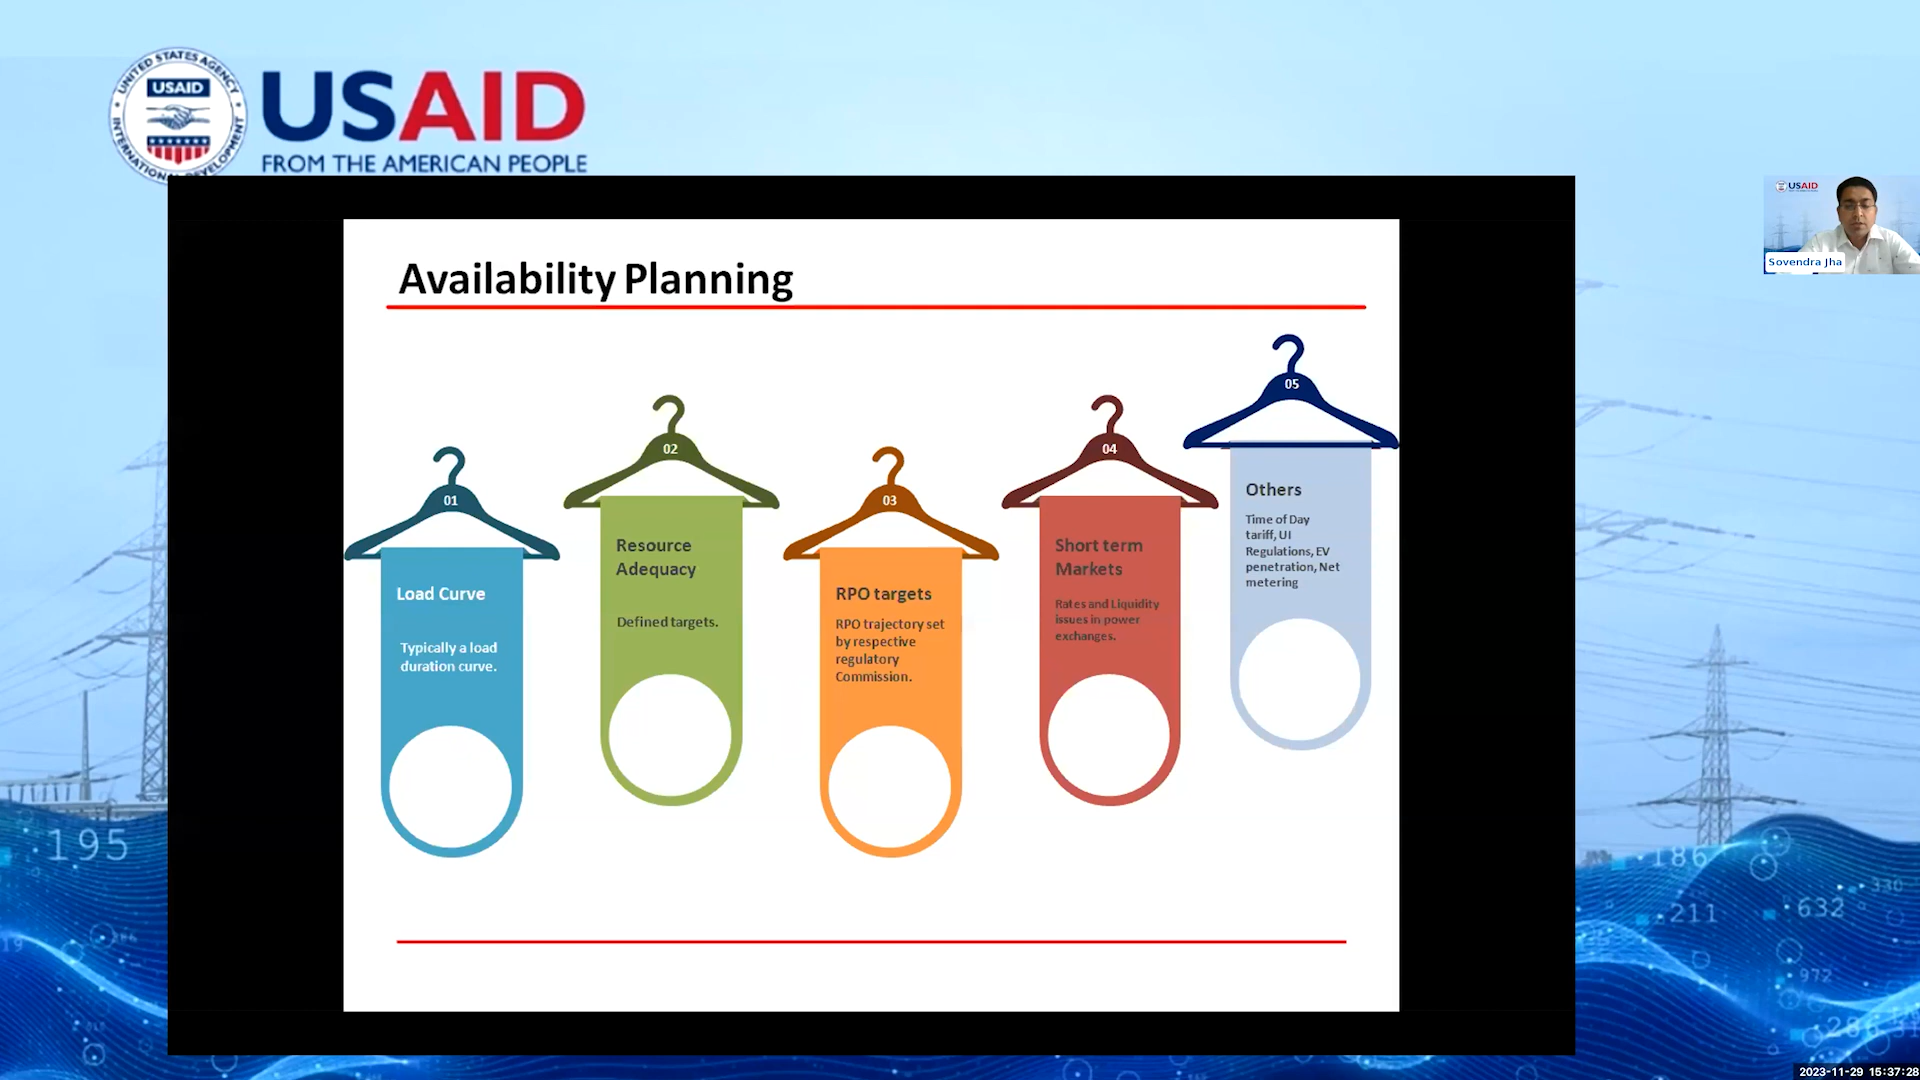 UNITED STATES AGENCY
USAID
INTERNATIONAL DEVELOPMENT
USAID
FROM THE AMERICAN PEOPLE
USAID
Sovendra Jha
Availability Planning
01
Load Curve
Typically a load
duration curve.
02
Resource
Adequacy
Defined targets.
03
RPO targets
RPO trajectory set
by respective
regulatory
Commission.
04
Short term
Markets
Rates and Liquidity
issues in power
exchanges.
05
Others
Time of Day
tariff, UI
Regulations, EV
penetration, Net
metering
195
186
330
632
211
972
2023-11-29 15:37:28